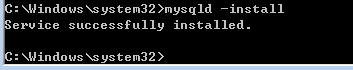 C:\Windows\system32>mysqld -install
Service successfully installed.
C:\Windows\system32>